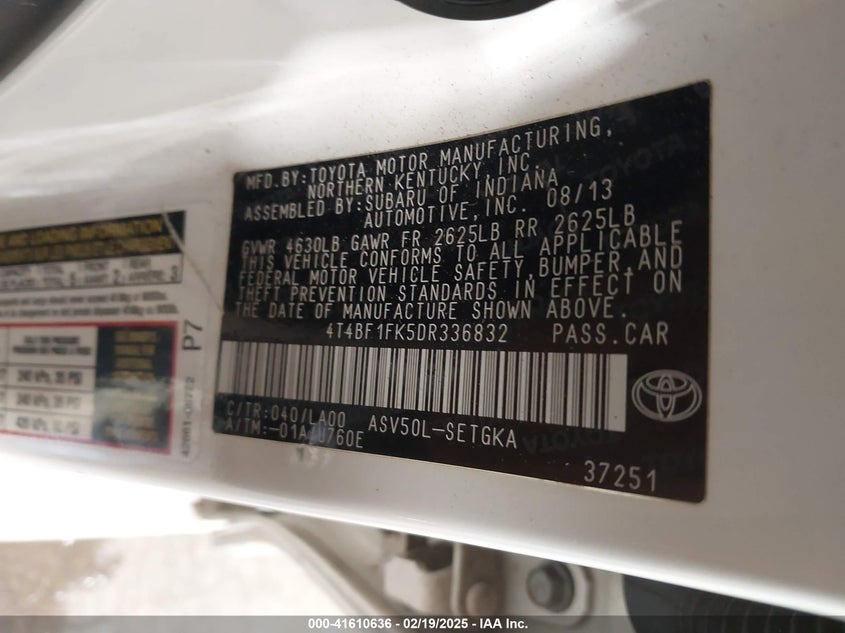 MFD.BY:TOYOTA MOTOR MANUFACTURING,
NORTHERN KENTUCKY, INC.
ASSEMBLED BY:SUBARU OF INDIANA
AUTOMOTIVE,INC. 08/13
GVWR 4630LB GAWR FR 2625LB RR 2625LB
THIS VEHICLE CONFORMS TO ALL APPLICABLE
FEDERAL MOTOR VEHICLE SAFETY,BUMPER,AND
THEFT PREVENTION STANDARDS IN EFFECT ON
THE DATE OF MANUFACTURE SHOWN ABOVE.
4T4BF1FK5DR336832 PASS.CAR
C/TR:040/LA00 ASV50L-SETGKA
A/TM:-01A/U760E
37251
P7
TOYOTA
000-41610636 - 02/19/2025 - IAA Inc.